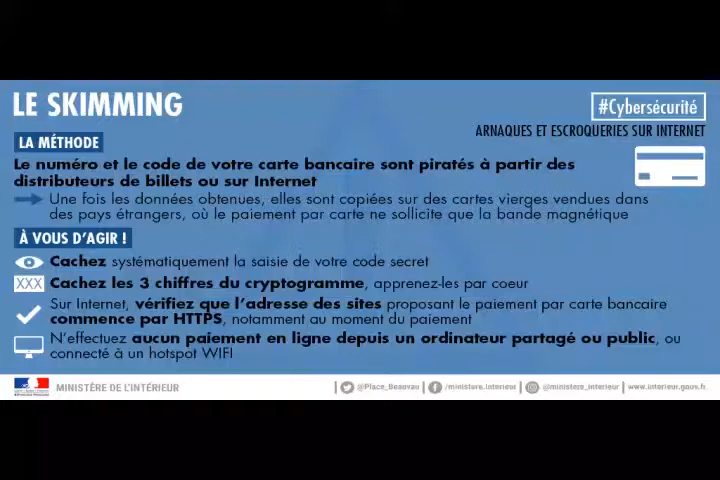 LE SKIMMING
#Cybersécurité
ARNAQUES ET ESCROQUERIES SUR INTERNET
LA MÉTHODE
Le numéro et le code de votre carte bancaire sont piratés à partir des
distributeurs de billets ou sur Internet
Une fois les données obtenues, elles sont copiées sur des cartes vierges vendues dans
des pays étrangers, où le paiement par carte ne sollicite que la bande magnétique
À VOUS D'AGIR !
Cachez systématiquement la saisie de votre code secret
XXX Cachez les 3 chiffres du cryptogramme, apprenez-les par coeur
Sur Internet, vérifiez que l'adresse des sites proposant le paiement par carte bancaire
commence par HTTPS, notamment au moment du paiement
N'effectuez aucun paiement en ligne depuis un ordinateur partagé ou public, ou
connecté à un hotspot WIFI
MINISTÈRE DE L'INTÉRIEUR
@Place_Beauvau
/ministere.interieur
@ministere_interieur
www.interieur.gouv.fr